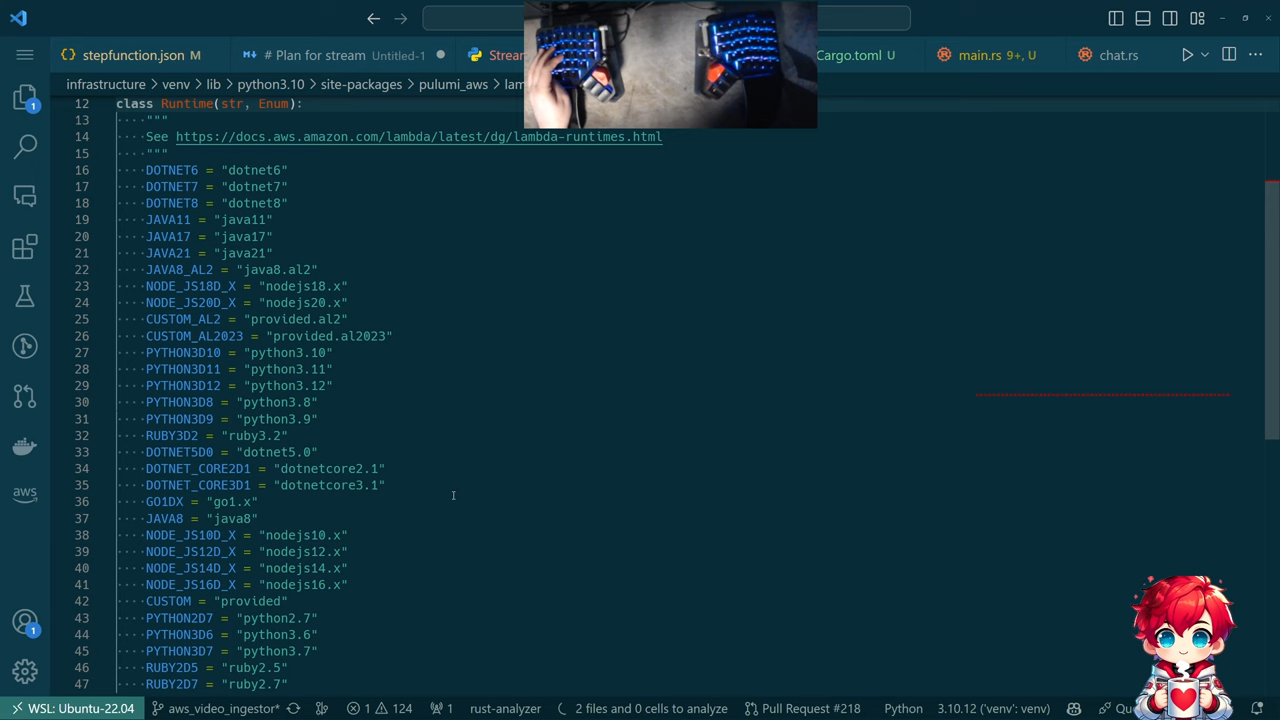 stepfunction.json M
# Plan for stream Untitled-1
Stream
Cargo.toml U
main.rs 9+, U
chat.rs
infrastructure > venv > lib > python3.10 > site-packages > pulumi_aws >
12 class Runtime(str, Enum):
13 """
14 See https://docs.aws.amazon.com/lambda/latest/dg/lambda-runtimes.html
15 """
16 DOTNET6 = "dotnet6"
17 DOTNET7 = "dotnet7"
18 DOTNET8 = "dotnet8"
19 JAVA11 = "java11"
20 JAVA17 = "java17"
21 JAVA21 = "java21"
22 JAVA8_AL2 = "java8.al2"
23 NODE_JS18D_X = "nodejs18.x"
24 NODE_JS20D_X = "nodejs20.x"
25 CUSTOM_AL2 = "provided.al2"
26 CUSTOM_AL2023 = "provided.al2023"
27 PYTHON3D10 = "python3.10"
28 PYTHON3D11 = "python3.11"
29 PYTHON3D12 = "python3.12"
30 PYTHON3D8 = "python3.8"
31 PYTHON3D9 = "python3.9"
32 RUBY3D2 = "ruby3.2"
33 DOTNET5D0 = "dotnet5.0"
34 DOTNET_CORE2D1 = "dotnetcore2.1"
35 DOTNET_CORE3D1 = "dotnetcore3.1"
36 GO1DX = "go1.x"
37 JAVA8 = "java8"
38 NODE_JS10D_X = "nodejs10.x"
39 NODE_JS12D_X = "nodejs12.x"
40 NODE_JS14D_X = "nodejs14.x"
41 NODE_JS16D_X = "nodejs16.x"
42 CUSTOM = "provided"
43 PYTHON2D7 = "python2.7"
44 PYTHON3D6 = "python3.6"
45 PYTHON3D7 = "python3.7"
46 RUBY2D5 = "ruby2.5"
47 RUBY2D7 = "ruby2.7"
1
aws
1
WSL: Ubuntu-22.04 aws_video_ingestor* 1 124 1 rust-analyzer 2 files and 0 cells to analyze Pull Request #218 Python 3.10.12 ('venv': venv)